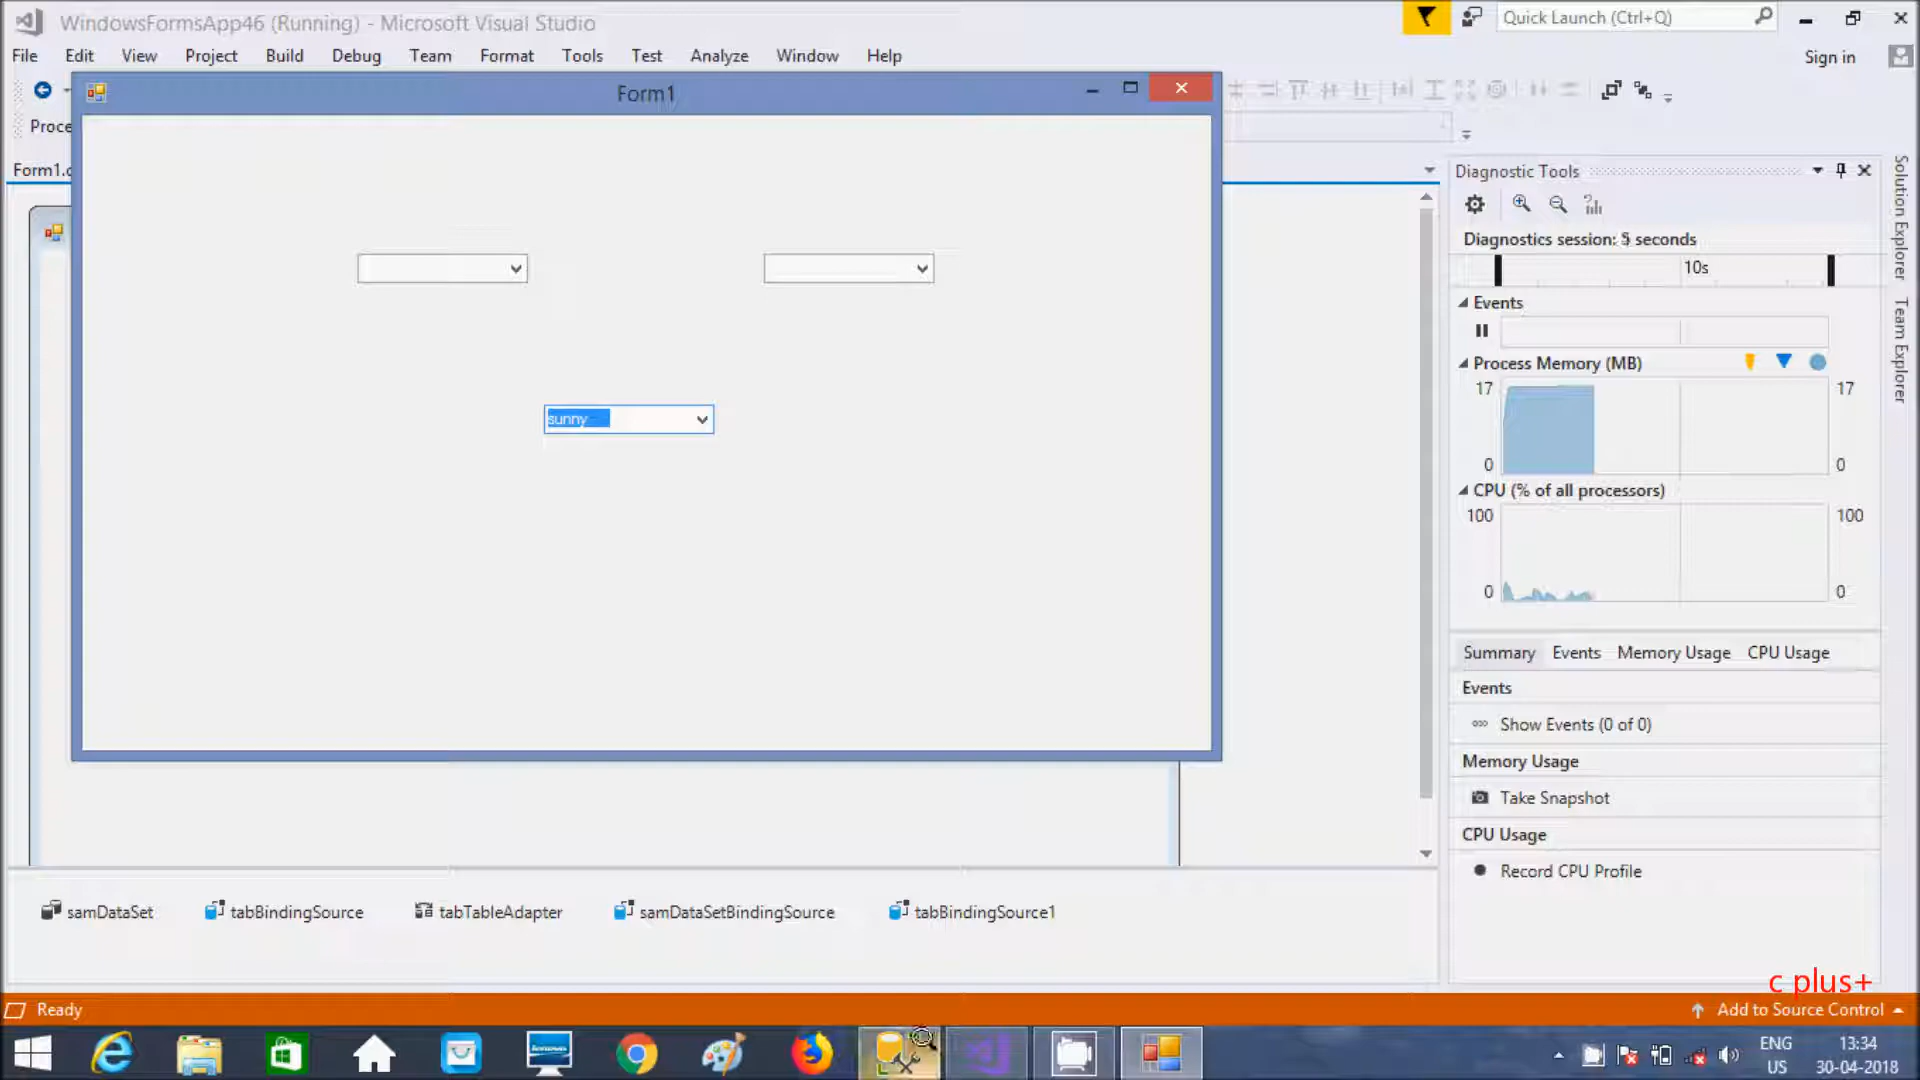 WindowsFormsApp46 (Running) - Microsoft Visual Studio
Quick Launch (Ctrl+Q)
File Edit View Project Build Debug Team Format Tools Test Analyze Window Help
Sign in
Form1
Proce
Form1.c
Diagnostic Tools
Solution Explorer
Team Explorer
Diagnostics session: 5 seconds
10s
Events
Process Memory (MB)
17 17
0 0
CPU (% of all processors)
100 100
0 0
sunny
Summary Events Memory Usage CPU Usage
Events
Show Events (0 of 0)
Memory Usage
Take Snapshot
CPU Usage
Record CPU Profile
samDataSet tabBindingSource tabTableAdapter samDataSetBindingSource tabBindingSource1
c plus+
Ready
Add to Source Control
lenovo
ENG 13:34
US 30-04-2018